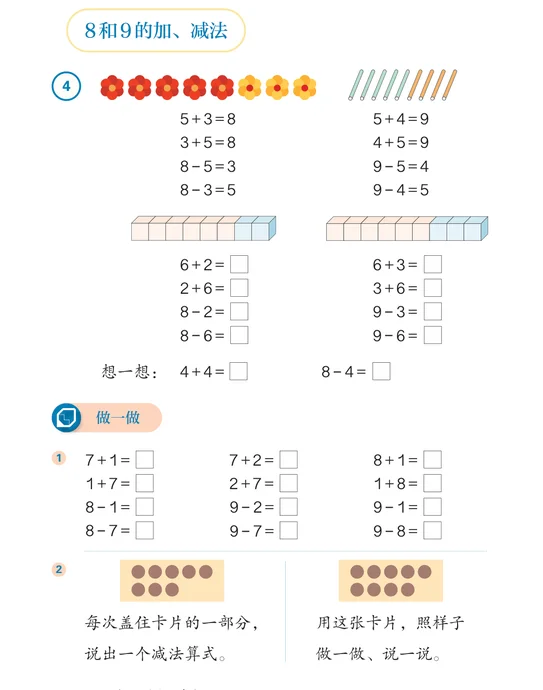 8和9的加、减法
4
5+3=8 5+4=9
3+5=8 4+5=9
8-5=3 9-5=4
8-3=5 9-4=5
6+2=□ 6+3=□
2+6=□ 3+6=□
8-2=□ 9-3=□
8-6=□ 9-6=□
想一想： 4+4=□ 8-4=□
做一做
1
7+1=□ 7+2=□ 8+1=□
1+7=□ 2+7=□ 1+8=□
8-1=□ 9-2=□ 9-1=□
8-7=□ 9-7=□ 9-8=□
2
每次盖住卡片的一部分，
说出一个减法算式。
用这张卡片，照样子
做一做、说一说。